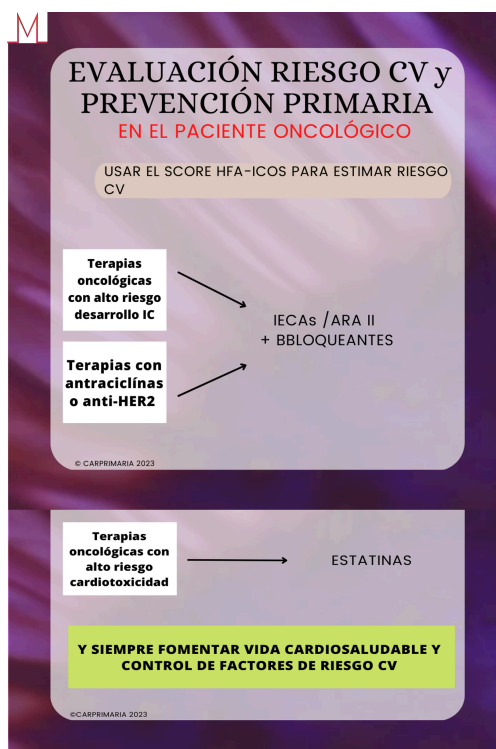 M
EVALUACIÓN RIESGO CV y
PREVENCIÓN PRIMARIA
EN EL PACIENTE ONCOLÓGICO
USAR EL SCORE HFA-ICOS PARA ESTIMAR RIESGO
CV
Terapias
oncológicas
con alto riesgo
desarrollo IC
IECAs /ARA II
+ BBLOQUEANTES
Terapias con
antraciclínas
o anti-HER2
© CARPRIMARIA 2023
Terapias
oncológicas con
alto riesgo
cardiotoxicidad
ESTATINAS
Y SIEMPRE FOMENTAR VIDA CARDIOSALUDABLE Y
CONTROL DE FACTORES DE RIESGO CV
©CARPRIMARIA 2023